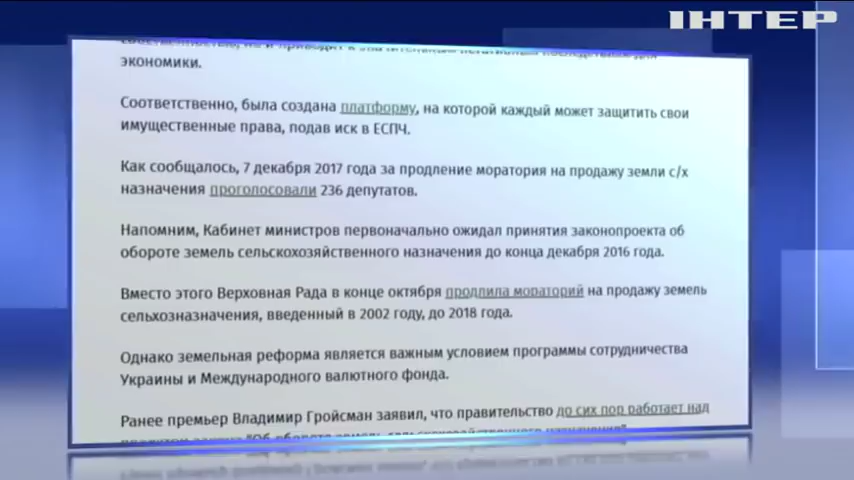 ІНТЕР
экономики.
Соответственно, была создана платформу, на которой каждый может защитить свои
имущественные права, подав иск в ЕСПЧ.
Как сообщалось, 7 декабря 2017 года за продление моратория на продажу земли с/х
назначения проголосовали 236 депутатов.
Напомним, Кабинет министров первоначально ожидал принятия законопроекта об
обороте земель сельскохозяйственного назначения до конца декабря 2016 года.
Вместо этого Верховная Рада в конце октября продлила мораторий на продажу земель
сельхозназначения, введенный в 2002 году, до 2018 года.
Однако земельная реформа является важным условием программы сотрудничества
Украины и Международного валютного фонда.
Ранее премьер Владимир Гройсман заявил, что правительство до сих пор работает над